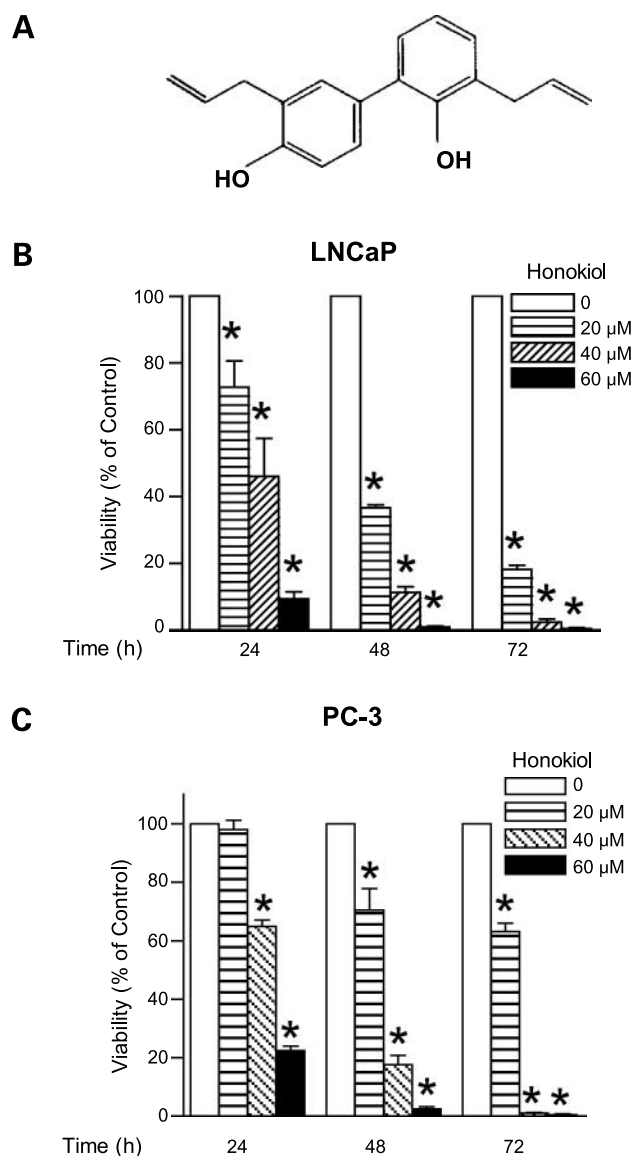 A
HO
OH
B
LNCaP
Honokiol
0
20 µM
40 µM
60 µM
Viability (% of Control)
100
80
60
40
20
0
* * * * * * * * *
Time (h) 24 48 72
C
PC-3
Honokiol
0
20 µM
40 µM
60 µM
Viability (% of Control)
100
80
60
40
20
0
* * * * * * * *
Time (h) 24 48 72